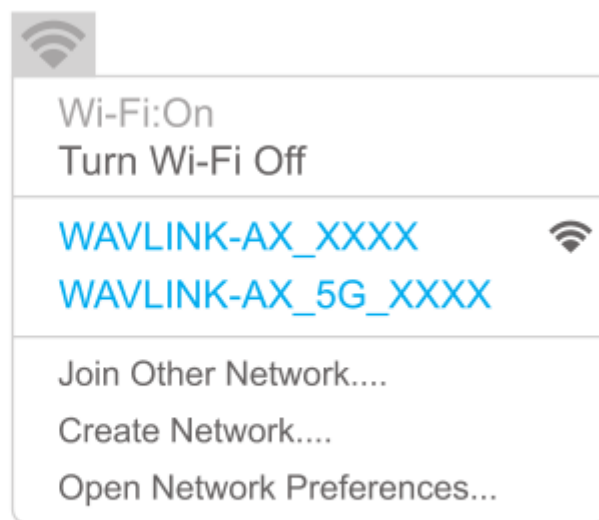 Wi-Fi:On
Turn Wi-Fi Off
WAVLINK-AX_XXXX
WAVLINK-AX_5G_XXXX
Join Other Network....
Create Network....
Open Network Preferences...